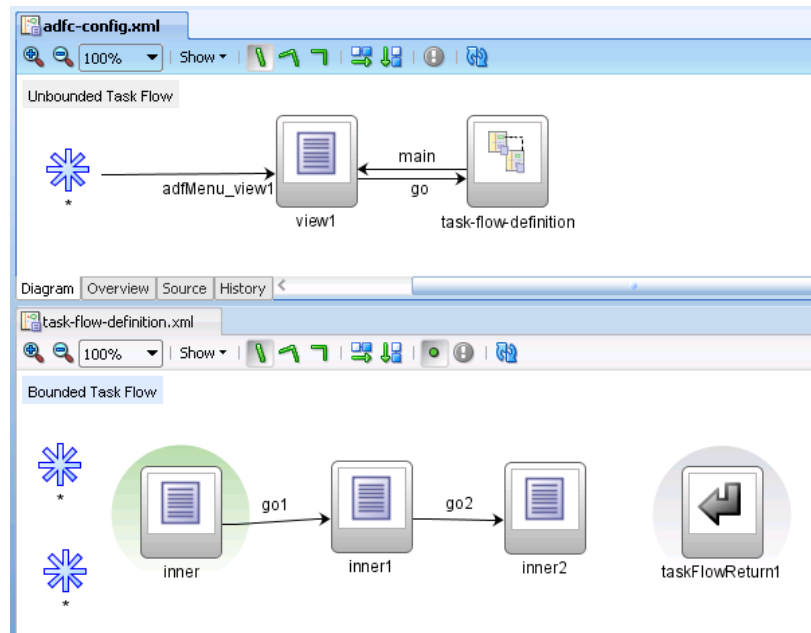 adfc-config.xml
100% Show
Unbounded Task Flow
main
adfMenu_view1
go
*
view1
task-flow-definition
Diagram Overview Source History
task-flow-definition.xml
100% Show
Bounded Task Flow
*
go1
go2
inner
inner1
inner2
taskFlowReturn1
*